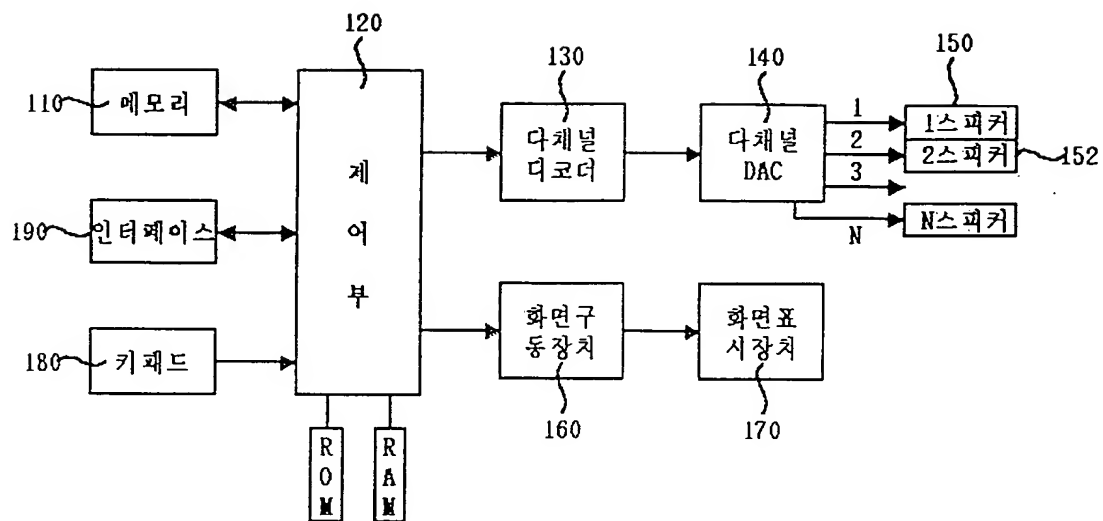 120
130
140
150
110
메모리
다채널
디코더
다채널
DAC
1
2
3
N
1스피커
2스피커
152
N스피커
제
어
부
190
인터페이스
180
키패드
화면구
동장치
화면표
시장치
160
170
ROM
RAM